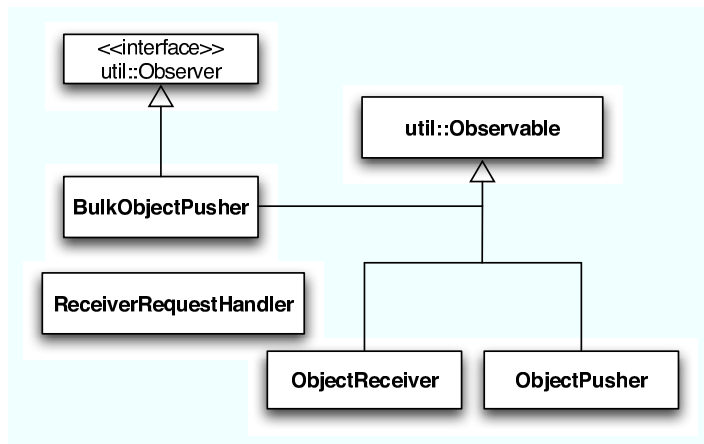 <<interface>>
util::Observer
util::Observable
BulkObjectPusher
ReceiverRequestHandler
ObjectReceiver
ObjectPusher